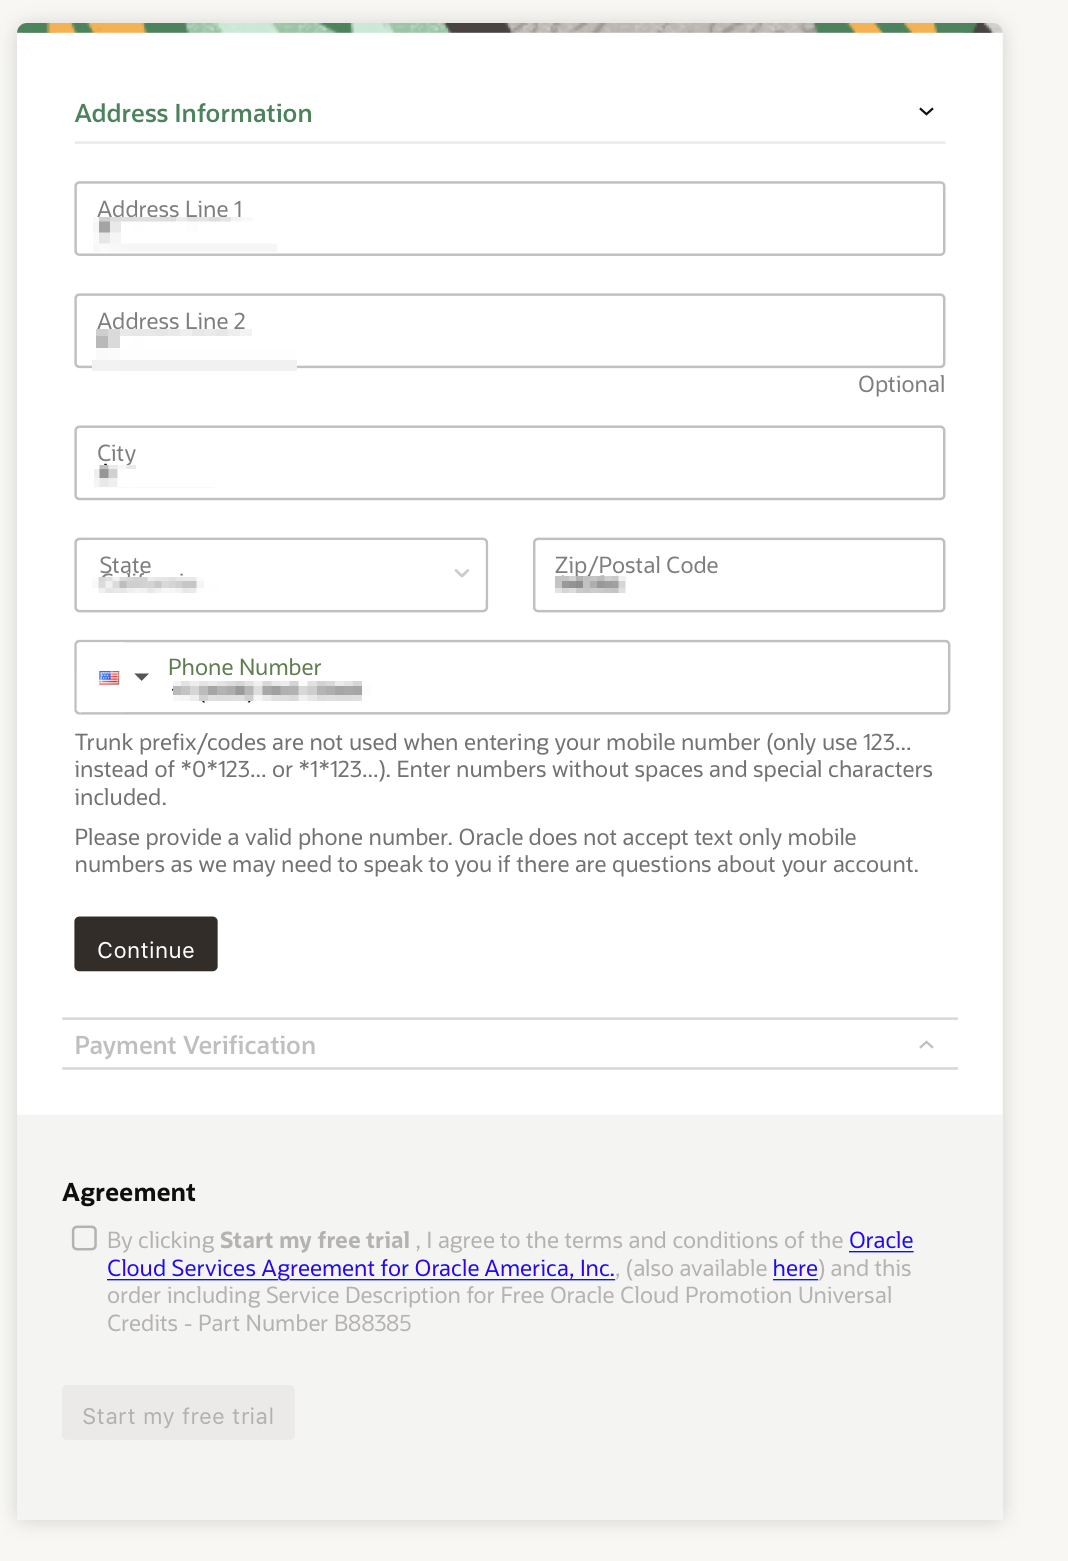 Address Information
Address Line 1
Address Line 2
Optional
City
State
Zip/Postal Code
Phone Number
Trunk prefix/codes are not used when entering your mobile number (only use 123...
instead of *0*123... or *1*123...). Enter numbers without spaces and special characters
included.
Please provide a valid phone number. Oracle does not accept text only mobile
numbers as we may need to speak to you if there are questions about your account.
Continue
Payment Verification
Agreement
By clicking Start my free trial , I agree to the terms and conditions of the Oracle
Cloud Services Agreement for Oracle America, Inc., (also available here) and this
order including Service Description for Free Oracle Cloud Promotion Universal
Credits - Part Number B88385
Start my free trial